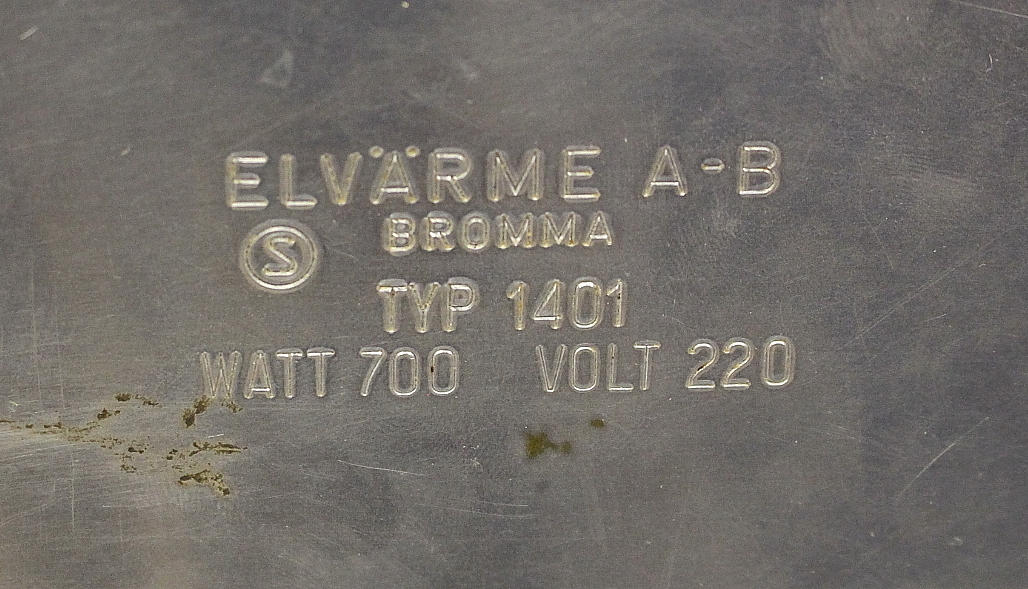 ELVÄRME A-B
Ⓢ BROMMA
TYP 1401
WATT 700 VOLT 220